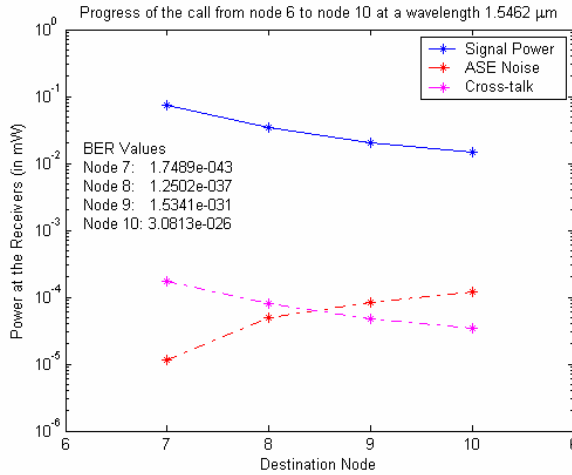 Progress of the call from node 6 to node 10 at a wavelength 1.5462 µm
Power at the Receivers (in mW)
10^0
10^-1
10^-2
10^-3
10^-4
10^-5
10^-6
Signal Power
ASE Noise
Cross-talk
BER Values
Node 7: 1.7489e-043
Node 8: 1.2502e-037
Node 9: 1.5341e-031
Node 10: 3.0813e-026
6 7 8 9 10 6
Destination Node